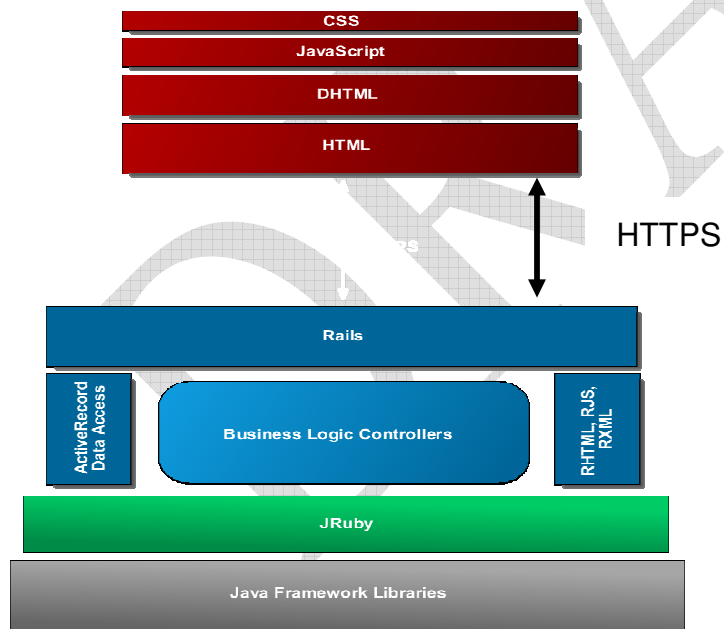 CSS
JavaScript
DHTML
HTML
HTTPS
Rails
ActiveRecord
Data Access
Business Logic Controllers
RHTML, RJS,
RXML
JRuby
Java Framework Libraries